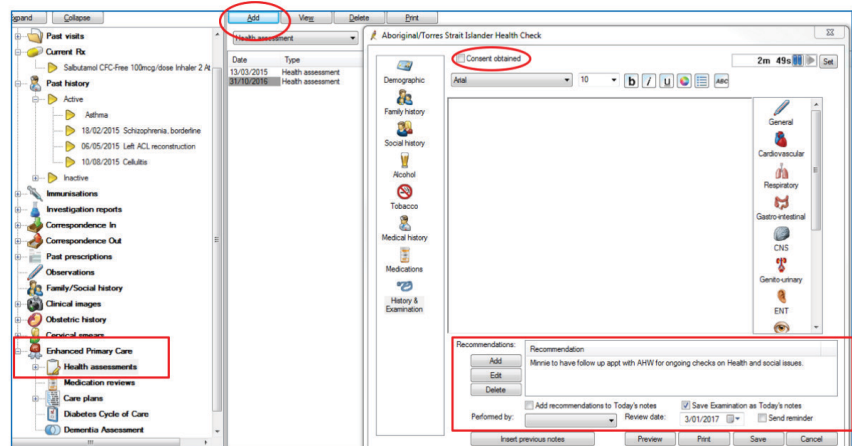 xpand Collapse
Past visits
Current Rx
Salbutamol CFC-Free 100mcg/dose Inhaler 2 At
Past history
Active
Asthma
18/02/2015 Schizophrenia, borderline
06/05/2015 Left ACL reconstruction
10/08/2015 Cellulitis
Inactive
Immunisations
Investigation reports
Correspondence In
Correspondence Out
Past prescriptions
Observations
Family/Social history
Clinical images
Obstetric history
Cervical smears
Enhanced Primary Care
Health assessments
Medication reviews
Care plans
Diabetes Cycle of Care
Dementia Assessment
Add View Delete Print
Health assessment
Date Type
13/03/2015 Health assessment
31/10/2016 Health assessment
Aboriginal/Torres Strait Islander Health Check
Consent obtained
2m 49s Set
Arial 10 b i u ABC
Demographic
Family history
Social history
Alcohol
Tobacco
Medical history
Medications
History &
Examination
General
Cardiovascular
Respiratory
Gastro-intestinal
CNS
Genito-urinary
ENT
Recommendations:
Add
Edit
Delete
Recommendation
Minnie to have follow up appt with AHW for ongoing checks on Health and social issues.
Add recommendations to Today's notes Save Examination as Today's notes
Performed by: Review date: 3/01/2017 Send reminder
Insert previous notes Preview Print Save Cancel